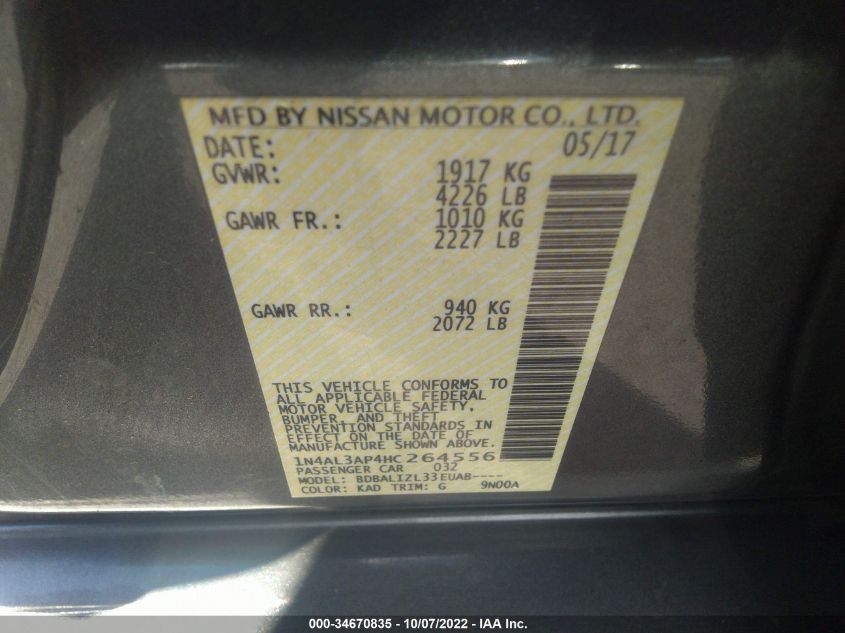 MFD BY NISSAN MOTOR CO., LTD.
DATE: 05/17
GVWR: 1917 KG
4226 LB
GAWR FR.: 1010 KG
2227 LB
GAWR RR.: 940 KG
2072 LB
THIS VEHICLE CONFORMS TO
ALL APPLICABLE FEDERAL
MOTOR VEHICLE SAFETY,
BUMPER, AND THEFT
PREVENTION STANDARDS IN
EFFECT ON THE DATE OF
MANUFACTURE SHOWN ABOVE.
1N4AL3AP4HC264556
PASSENGER CAR 032
MODEL: BDBALIZL33EUAB----
COLOR: KAD TRIM: G 9N00A
000-34670835 - 10/07/2022 - IAA Inc.